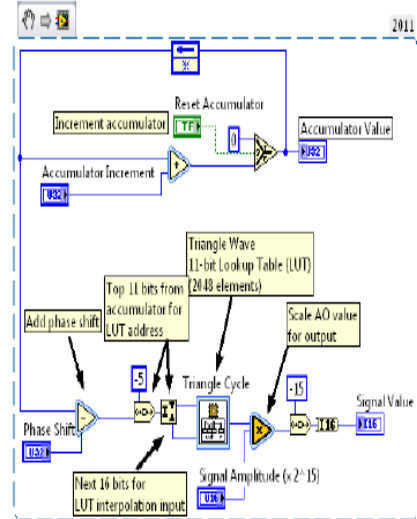 2011
Reset Accumulator
Increment accumulator
TF
0
Accumulator Value
U32
Accumulator Increment
U32
Triangle Wave
11-bit Lookup Table (LUT)
(2048 elements)
Top 11 bits from
accumulator for
LUT address
Add phase shift
Scale AO value
for output
-5
Triangle Cycle
-15
Signal Value
I16
I16
Phase Shift
U32
Next 16 bits for
LUT interpolation input
Signal Amplitude (x 2^15)
U16